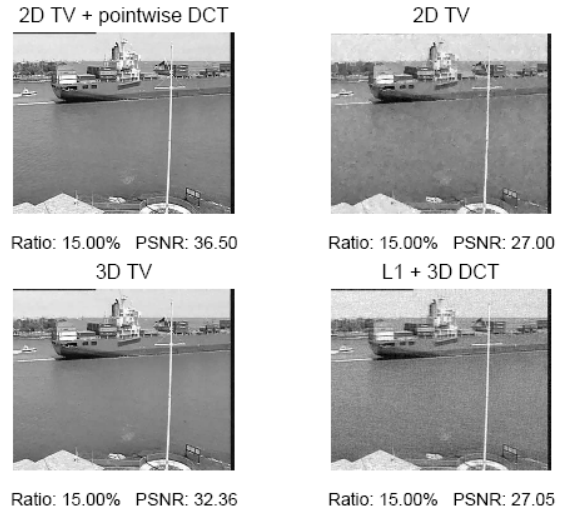 2D TV + pointwise DCT
2D TV
Ratio: 15.00% PSNR: 36.50
Ratio: 15.00% PSNR: 27.00
3D TV
L1 + 3D DCT
Ratio: 15.00% PSNR: 32.36
Ratio: 15.00% PSNR: 27.05